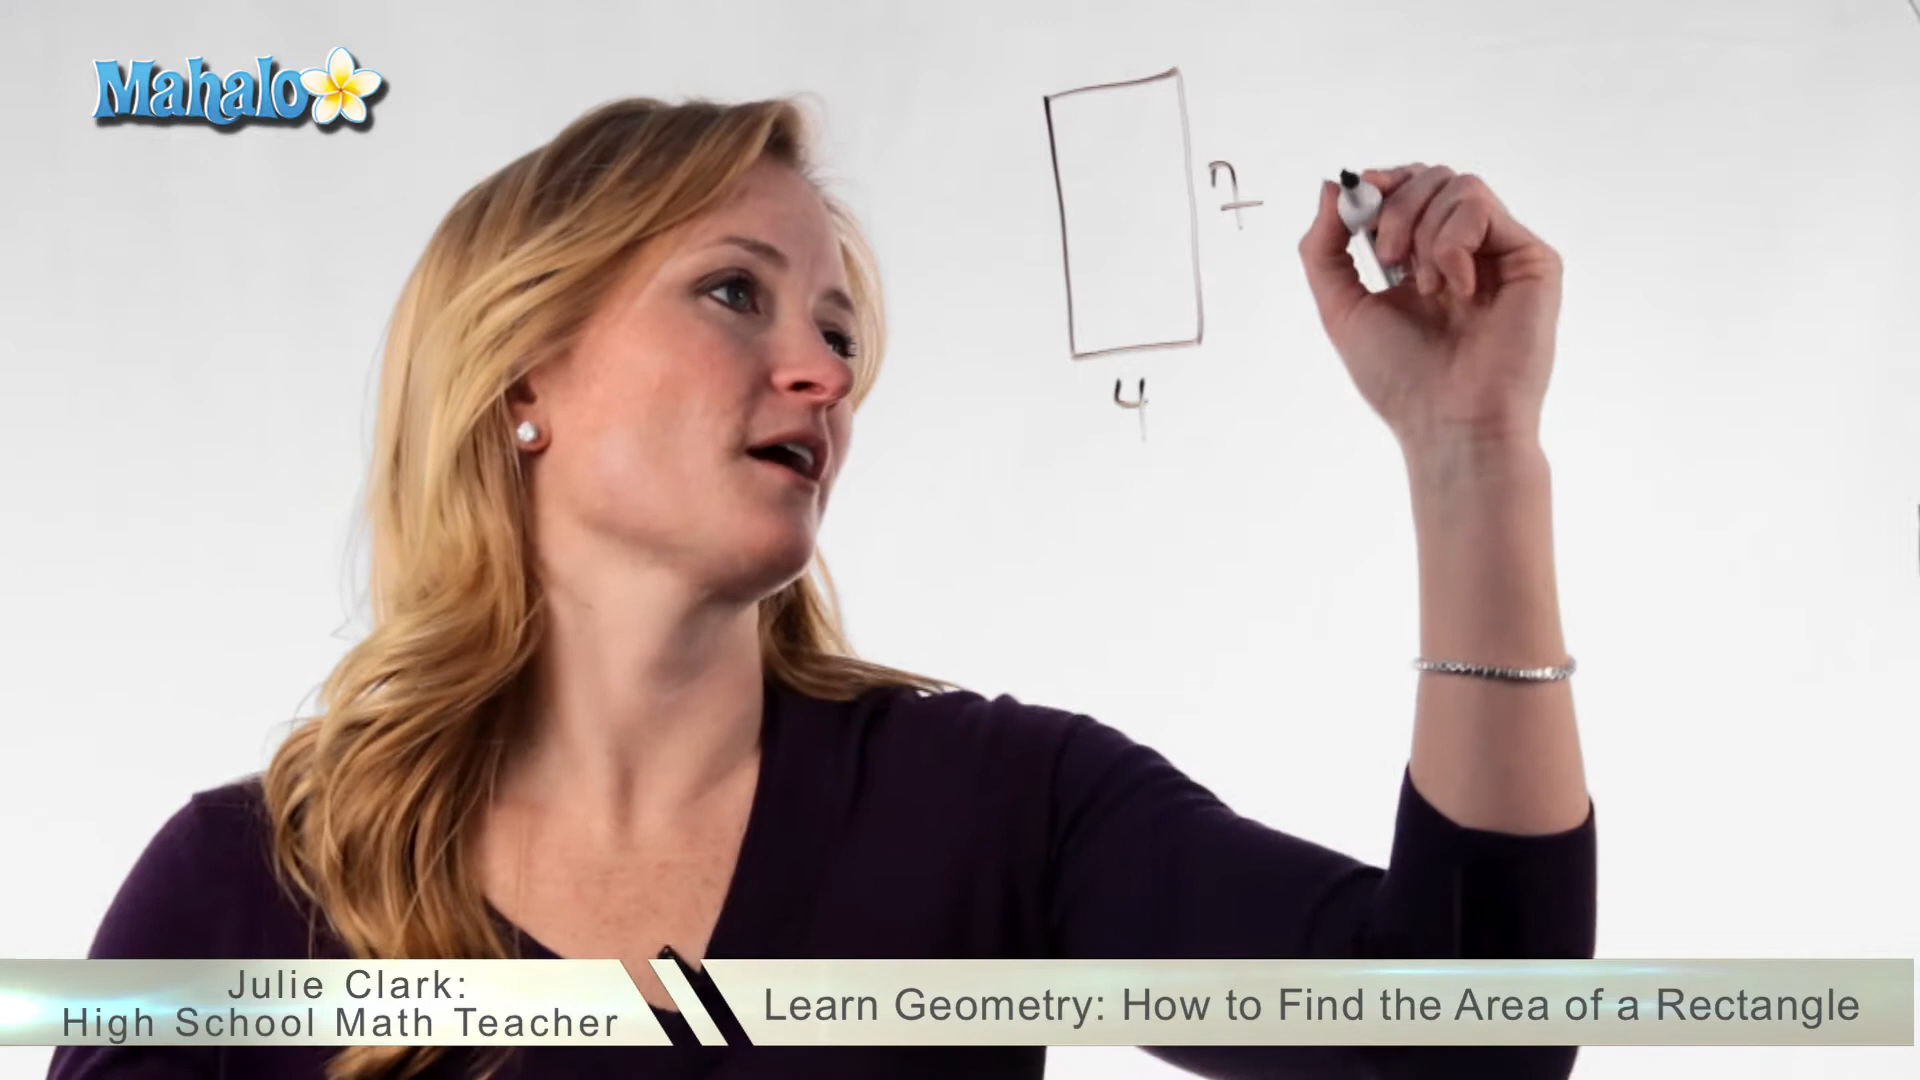 Mahalo
7
4
Julie Clark:
High School Math Teacher
Learn Geometry: How to Find the Area of a Rectangle